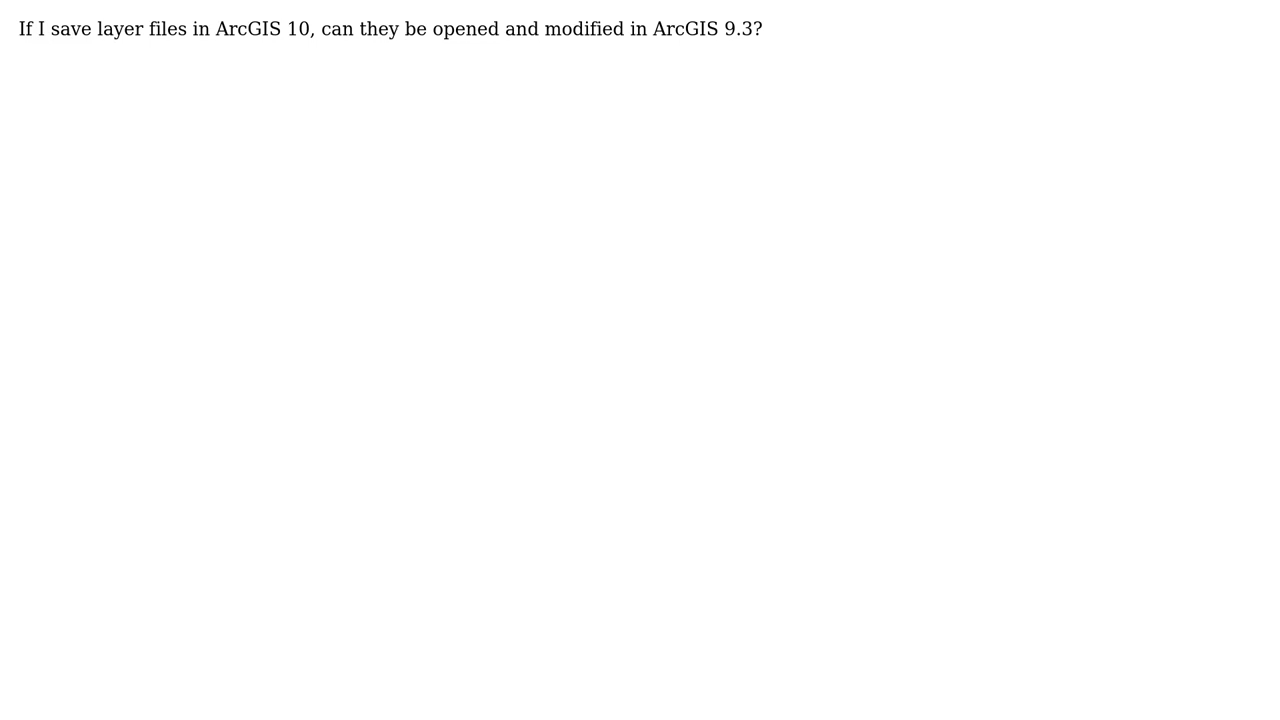 If I save layer files in ArcGIS 10, can they be opened and modified in ArcGIS 9.3?